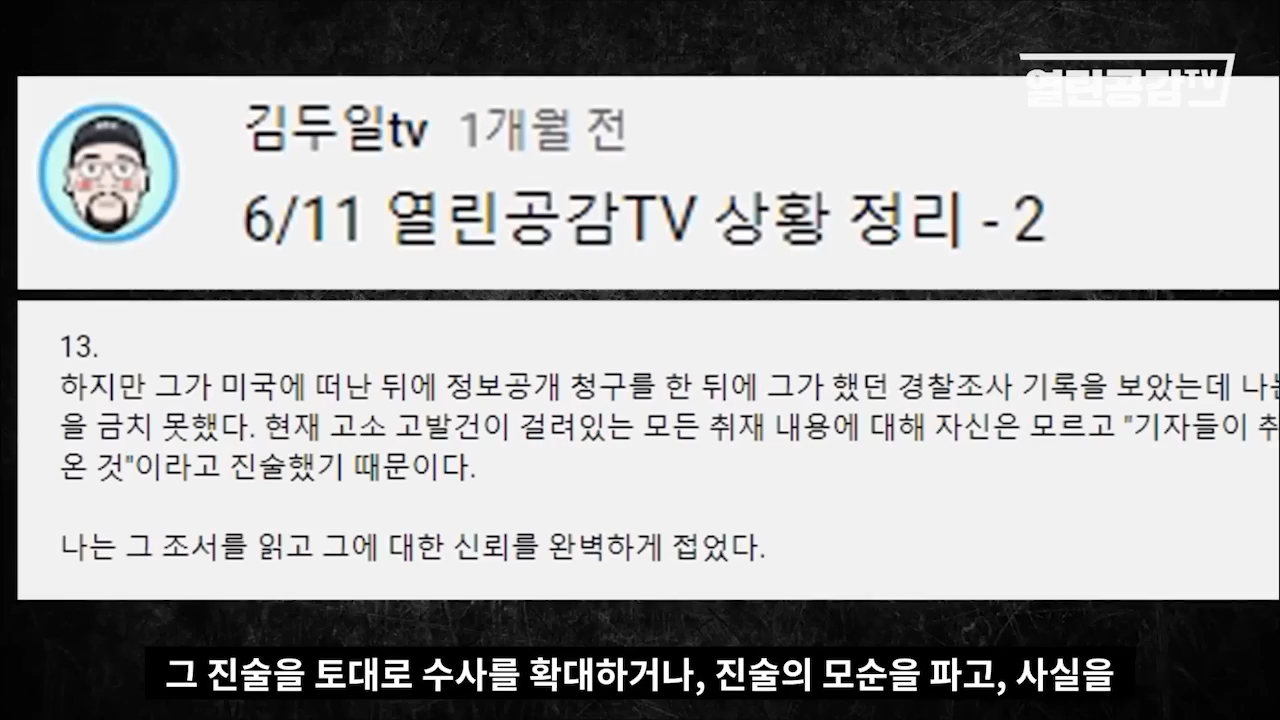 열린공감TV
김두일tv 1개월 전
6/11 열린공감TV 상황 정리 - 2
13.
하지만 그가 미국에 떠난 뒤에 정보공개 청구를 한 뒤에 그가 했던 경찰조사 기록을 보았는데 나는
을 금치 못했다. 현재 고소 고발건이 걸려있는 모든 취재 내용에 대해 자신은 모르고 "기자들이 취
온 것"이라고 진술했기 때문이다.
나는 그 조서를 읽고 그에 대한 신뢰를 완벽하게 접었다.
그 진술을 토대로 수사를 확대하거나, 진술의 모순을 파고, 사실을